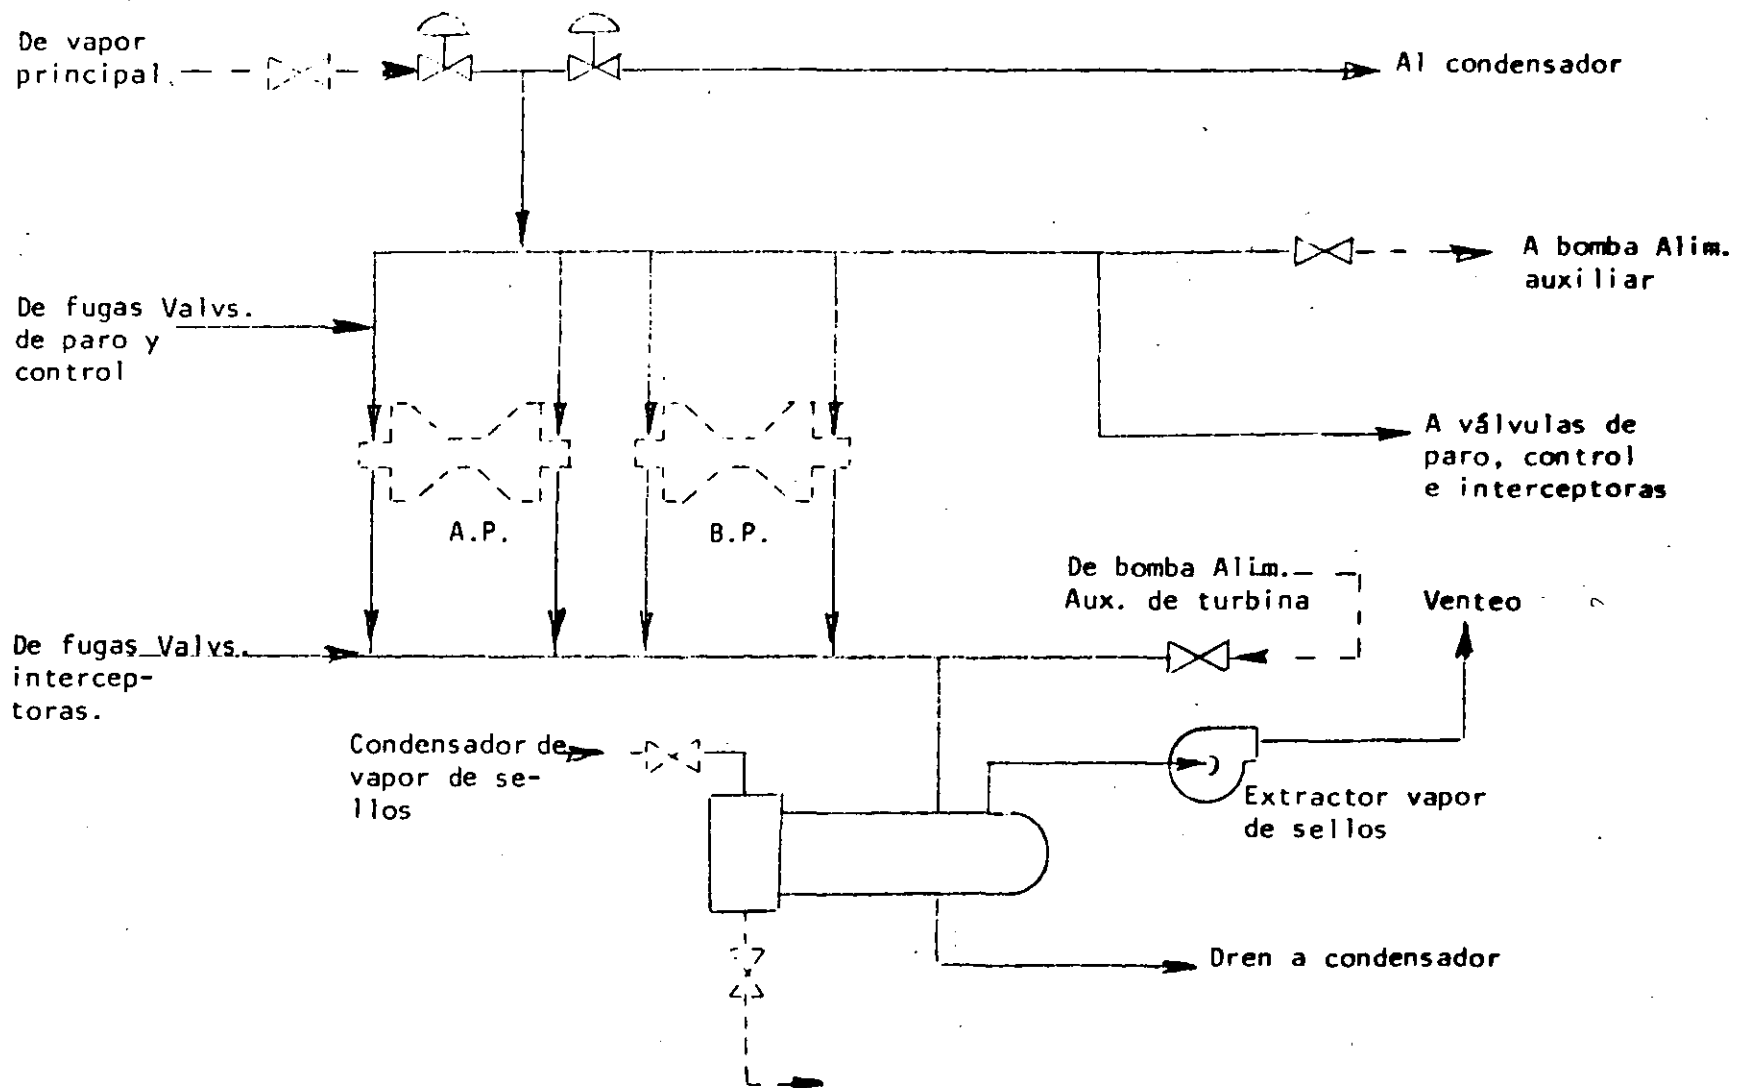 De vapor
principal.
Al condensador
A bomba Alim.
auxiliar
De fugas Valvs.
de paro y
control
A válvulas de
paro, control
e interceptoras
A.P.
B.P.
De bomba Alim.
Aux. de turbina
Venteo
De fugas Valvs.
intercep-
toras.
Condensador de
vapor de se-
llos
Extractor vapor
de sellos
Dren a condensador